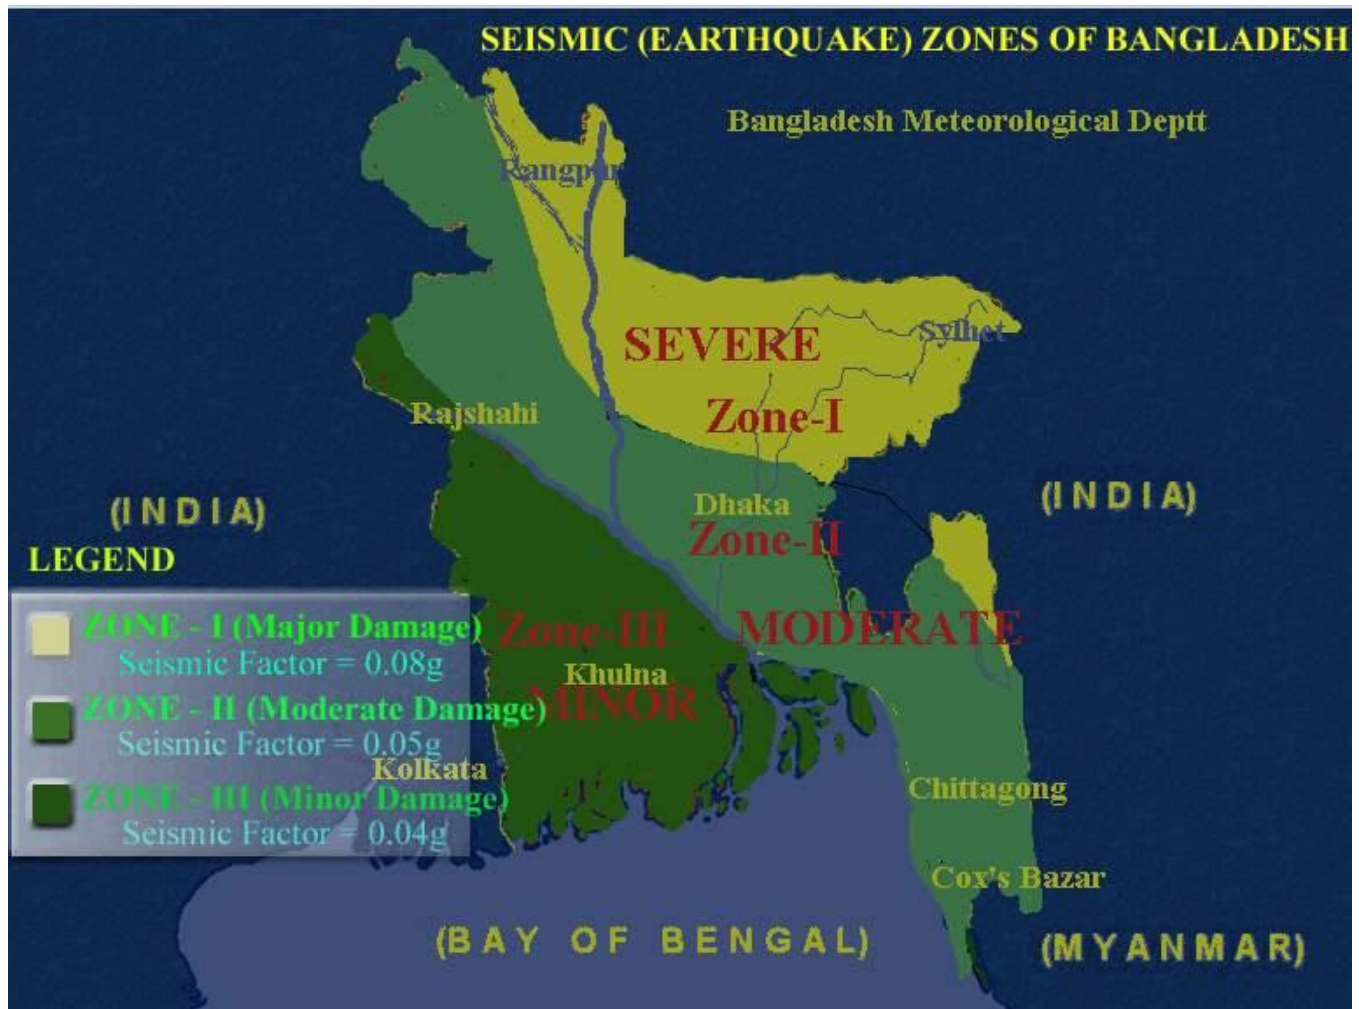 SEISMIC (EARTHQUAKE) ZONES OF BANGLADESH
Bangladesh Meteorological Deptt
Rangpur
SEVERE
Sylhet
Zone-I
Rajshahi
(INDIA)
Dhaka
(INDIA)
Zone-II
LEGEND
ZONE - I (Major Damage)
Seismic Factor = 0.08g
Zone-III
MODERATE
Khulna
MINOR
ZONE - II (Moderate Damage)
Seismic Factor = 0.05g
Kolkata
ZONE - III (Minor Damage)
Seismic Factor = 0.04g
Chittagong
Cox's Bazar
(BAY OF BENGAL)
(MYANMAR)